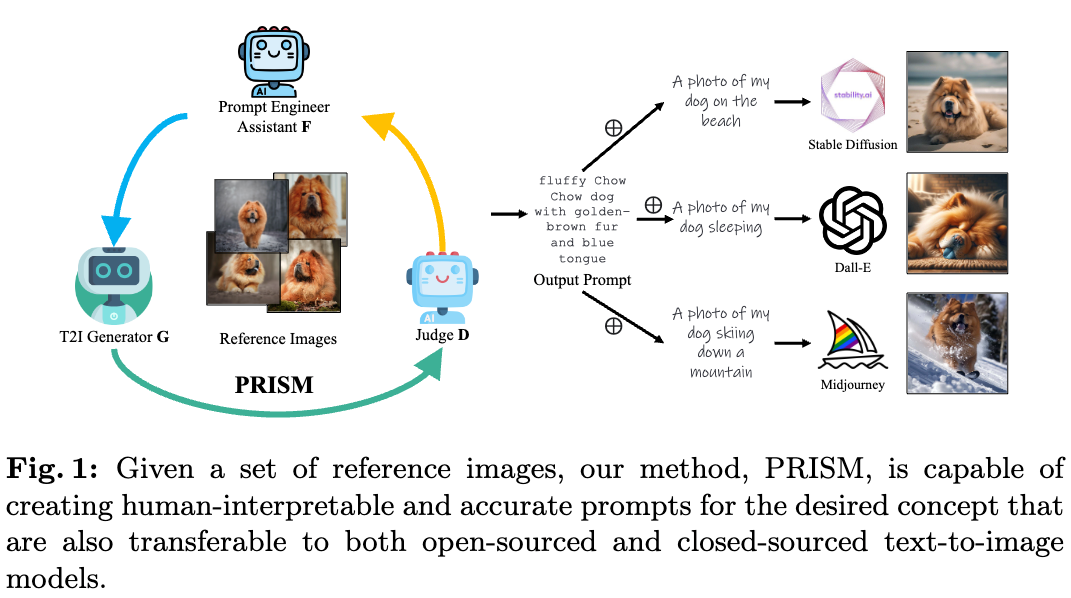 AI
Prompt Engineer
Assistant F
T2I Generator G
Reference Images
AI
Judge D
PRISM
fluffy Chow
Chow dog
with golden-
brown fur
and blue
tongue
Output Prompt
A photo of my
dog on the
beach
stability.ai
Stable Diffusion
A photo of my
dog sleeping
Dall-E
A photo of my
dog skiing
down a
mountain
Midjourney
Fig. 1: Given a set of reference images, our method, PRISM, is capable of
creating human-interpretable and accurate prompts for the desired concept that
are also transferable to both open-sourced and closed-sourced text-to-image
models.